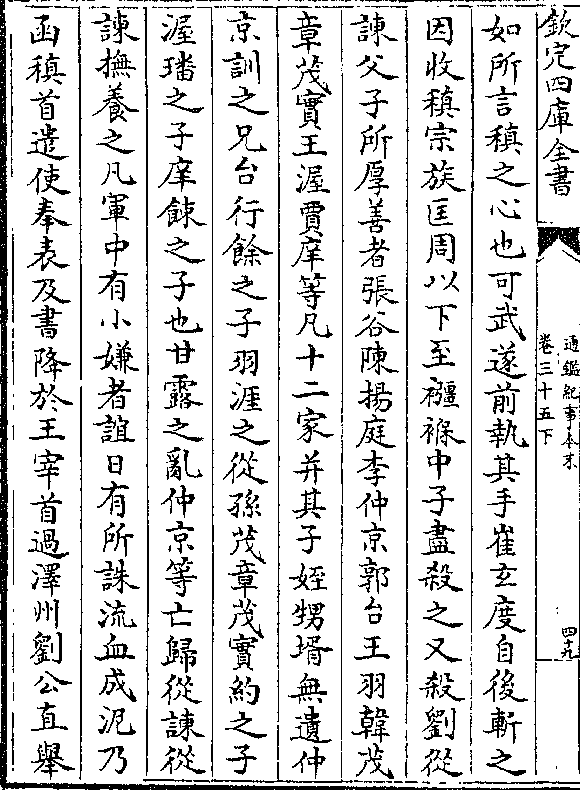 欽定四庫全書
通鑑紀事本末
卷三十五下
四十九
如所言稹之心也可武遂前執其手崔玄度自後斬之
因收稹宗族匡周以下至襁褓中子盡殺之又殺劉從
諫父子所厚善者張谷陳揚庭李仲京郭台王羽韓茂
章茂實王渥賈庠等凡十二家并其子姪甥壻無遺仲
京訓之兄台行餘之子羽涯之從孫茂章茂實約之子
渥璠之子庠餗之子也甘露之亂仲京等亡歸從諫從
諫撫養之凡軍中有小嫌者誼日有所誅流血成泥乃
函稹首遣使奉表及書降於王宰首過澤州劉公直舉